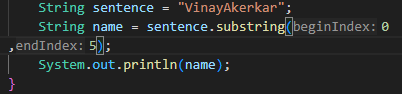 String sentence = "VinayAkerkar";
String name = sentence.substring(beginIndex: 0
,endIndex: 5);
System.out.println(name);
}